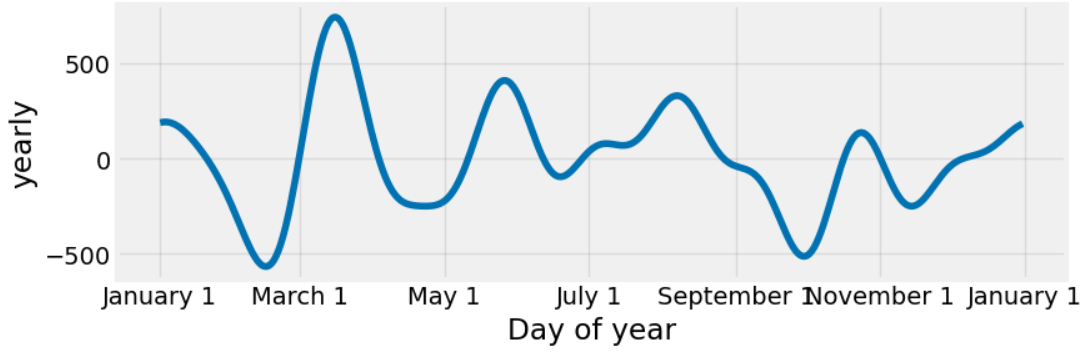 yearly
500
0
−500
January 1 March 1 May 1 July 1 September 1 November 1 January 1
Day of year